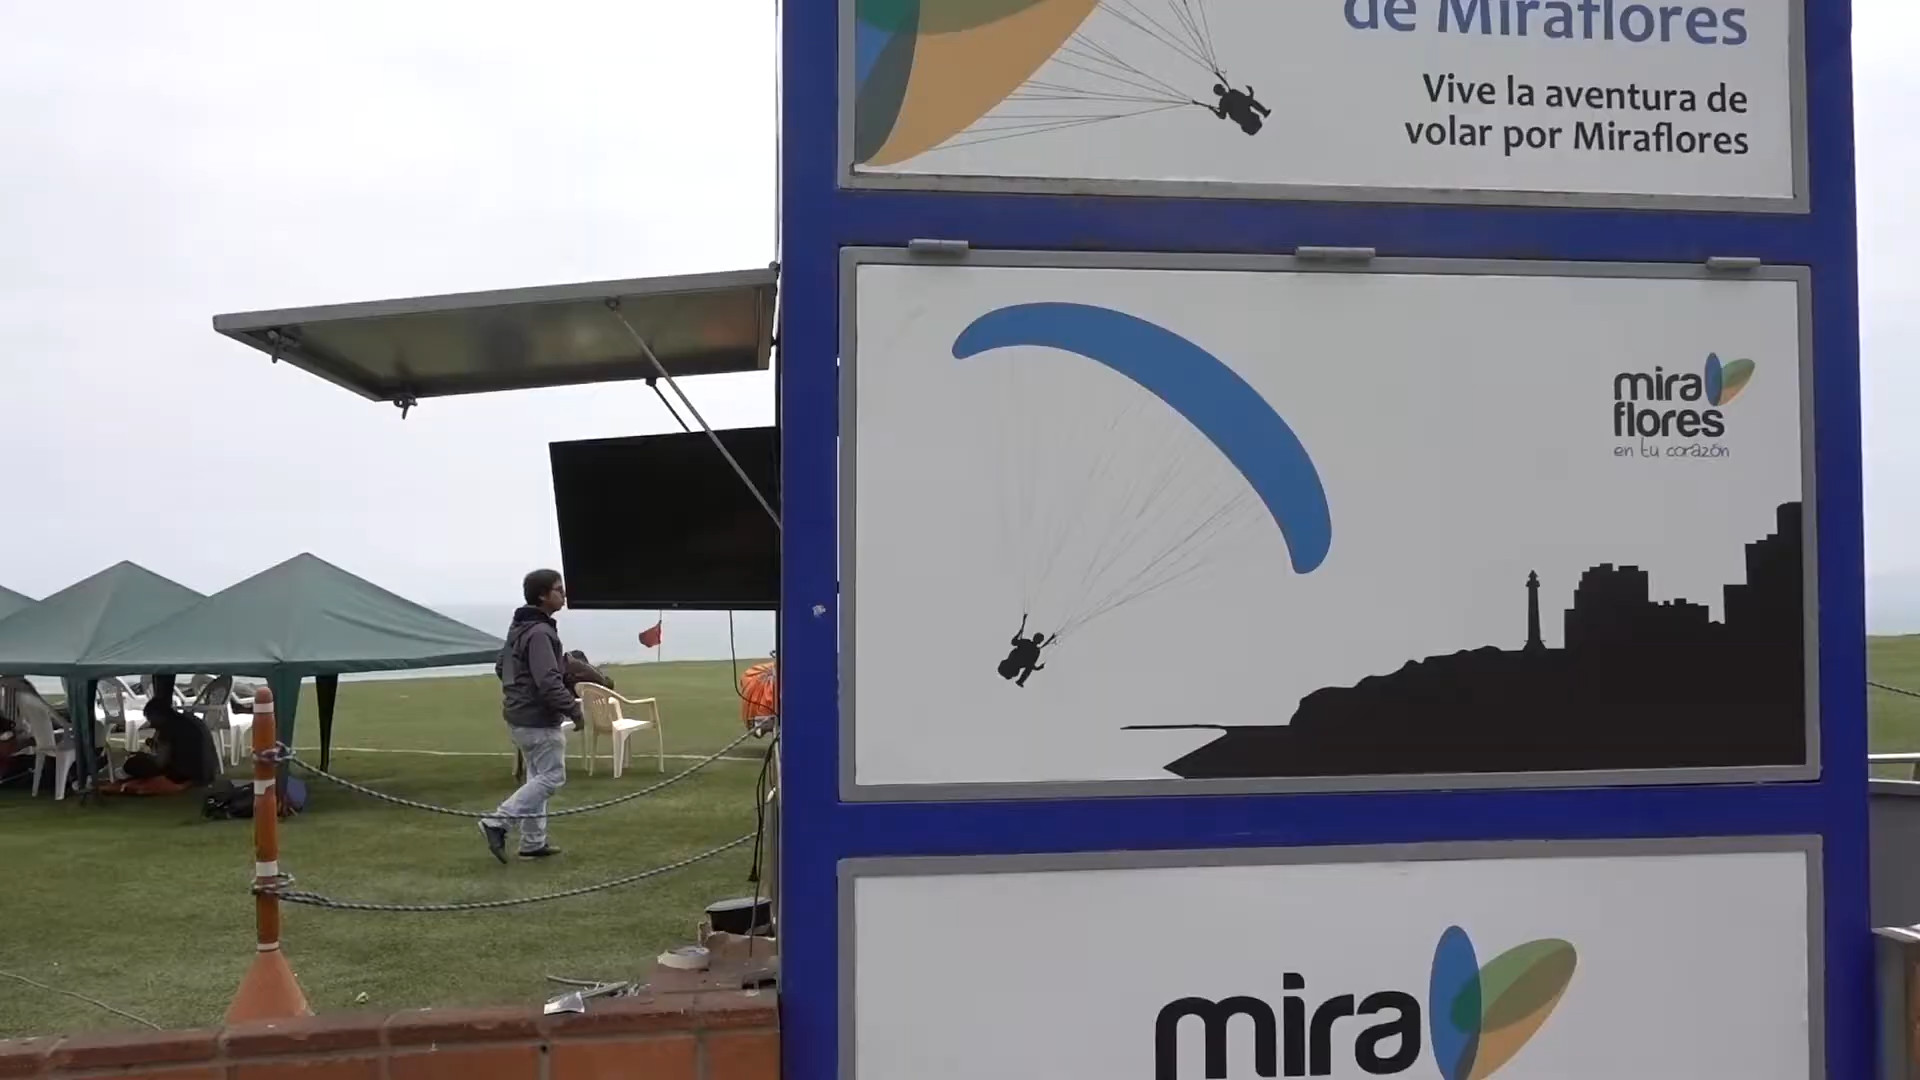 de Miraflores
Vive la aventura de
volar por Miraflores
mira
flores
en tu corazón
mira